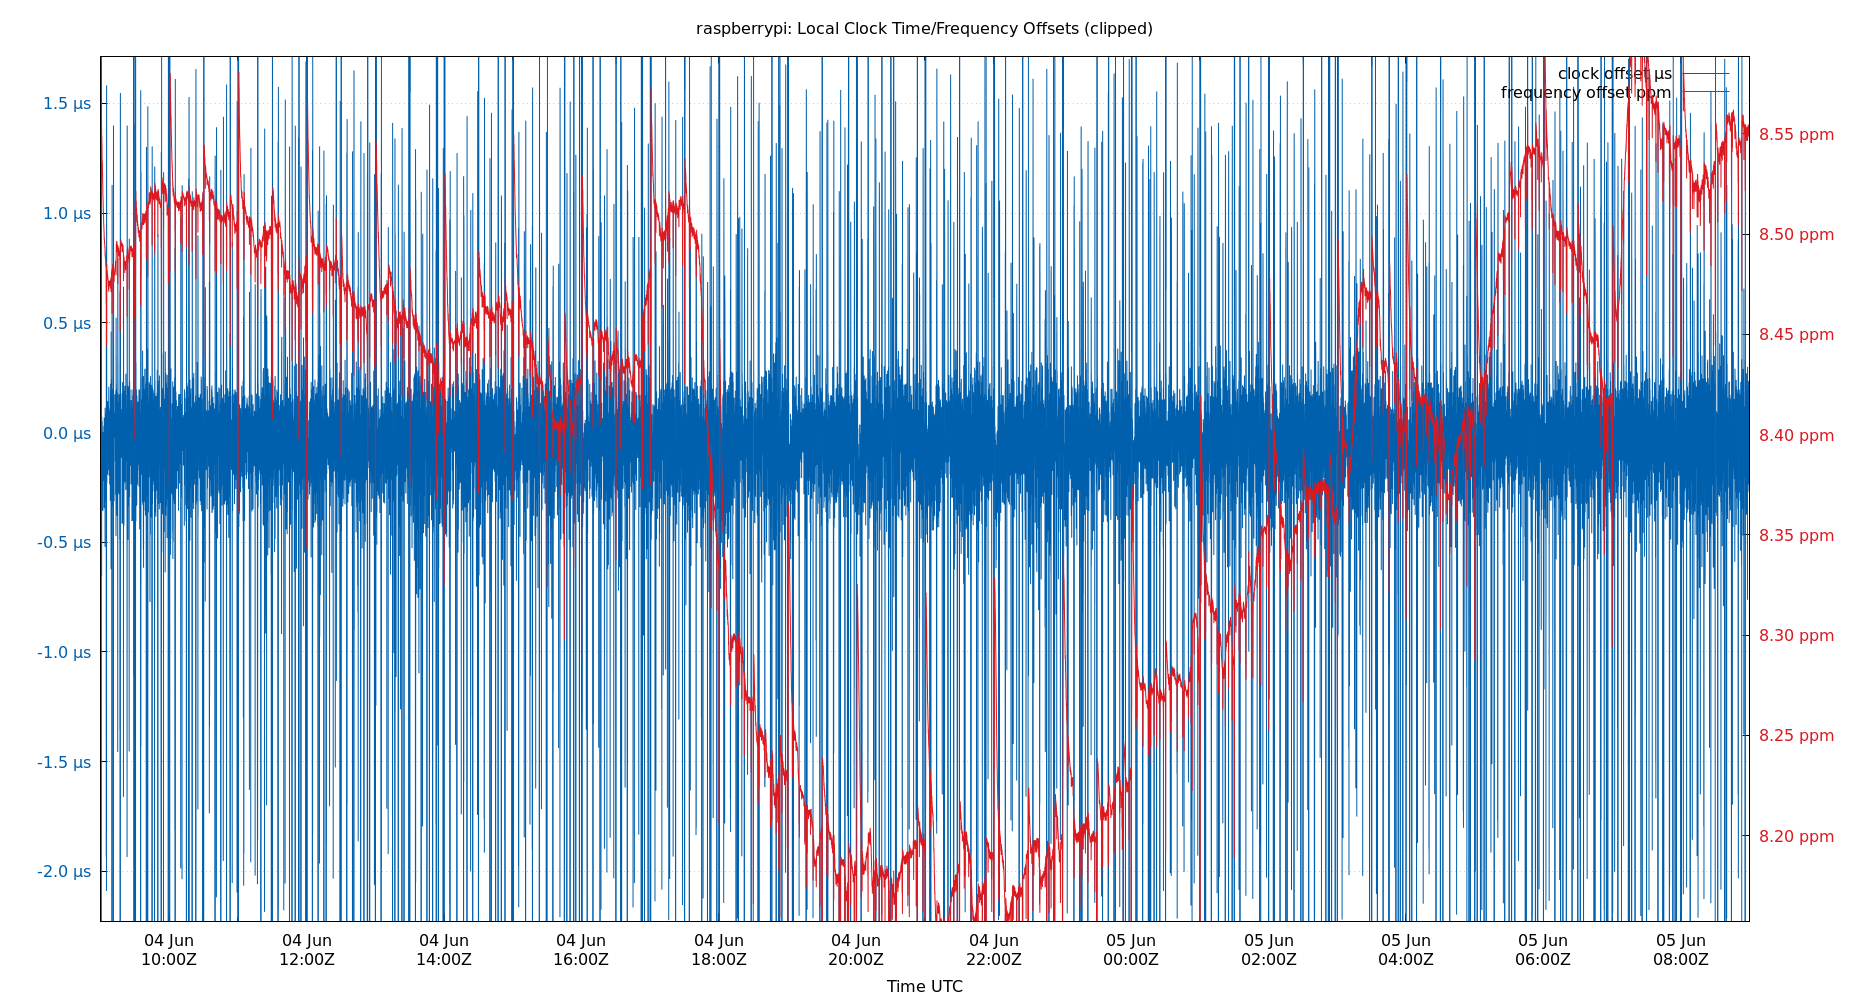 raspberrypi: Local Clock Time/Frequency Offsets (clipped)
clock offset µs
frequency offset ppm
1.5 µs
1.0 µs
0.5 µs
0.0 µs
-0.5 µs
-1.0 µs
-1.5 µs
-2.0 µs
8.55 ppm
8.50 ppm
8.45 ppm
8.40 ppm
8.35 ppm
8.30 ppm
8.25 ppm
8.20 ppm
04 Jun 04 Jun 04 Jun 04 Jun 04 Jun 04 Jun 04 Jun 05 Jun 05 Jun 05 Jun 05 Jun 05 Jun
10:00Z 12:00Z 14:00Z 16:00Z 18:00Z 20:00Z 22:00Z 00:00Z 02:00Z 04:00Z 06:00Z 08:00Z
Time UTC